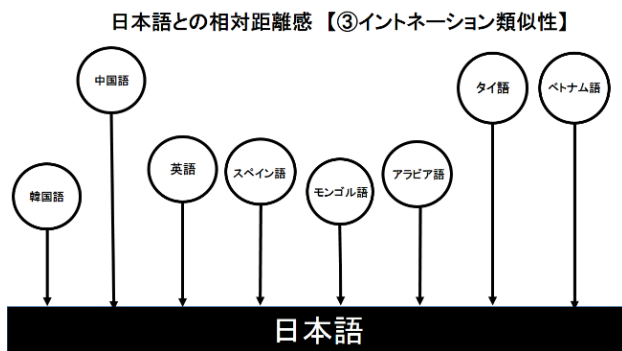 日本語との相対距離感 【③イントネーション類似性】
中国語
タイ語
ベトナム語
英語
スペイン語
アラビア語
韓国語
モンゴル語
日本語